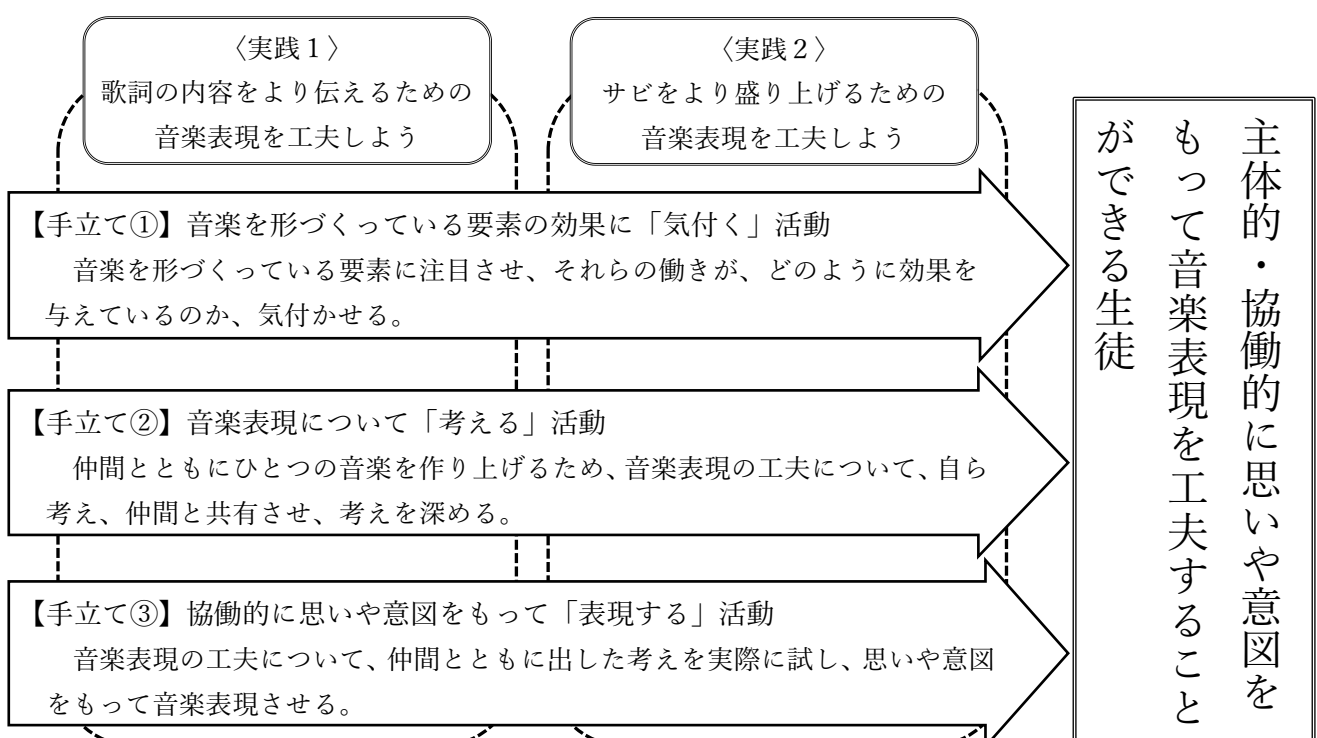 〈実践1〉
歌詞の内容をより伝えるための
音楽表現を工夫しよう
〈実践2〉
サビをより盛り上げるための
音楽表現を工夫しよう
【手立て①】音楽を形づくっている要素の効果に「気付く」活動
音楽を形づくっている要素に注目させ、それらの働きが、どのように効果を
与えているのか、気付かせる。
【手立て②】音楽表現について「考える」活動
仲間とともにひとつの音楽を作り上げるため、音楽表現の工夫について、自ら
考え、仲間と共有させ、考えを深める。
【手立て③】協働的に思いや意図をもって「表現する」活動
音楽表現の工夫について、仲間とともに出した考えを実際に試し、思いや意図
をもって音楽表現させる。
主体的・協働的に思いや意図を
もって音楽表現を工夫すること
ができる生徒